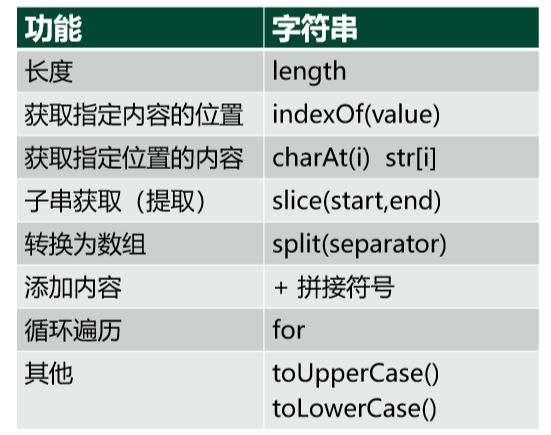 功能 字符串
长度 length
获取指定内容的位置 indexOf(value)
获取指定位置的内容 charAt(i) str[i]
子串获取（提取） slice(start,end)
转换为数组 split(separator)
添加内容 + 拼接符号
循环遍历 for
其他 toUpperCase()
toLowerCase()